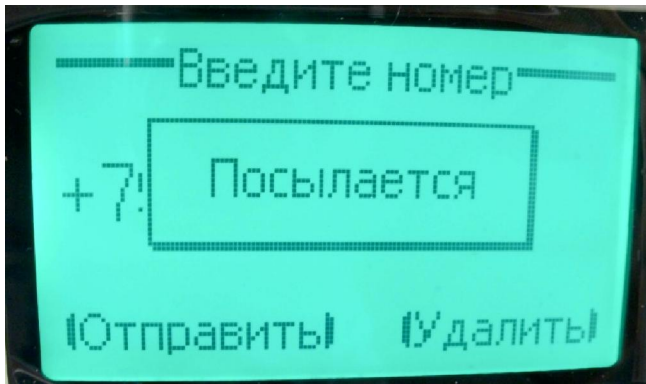 Введите номер
Посылается
+7
Отправить
Удалить